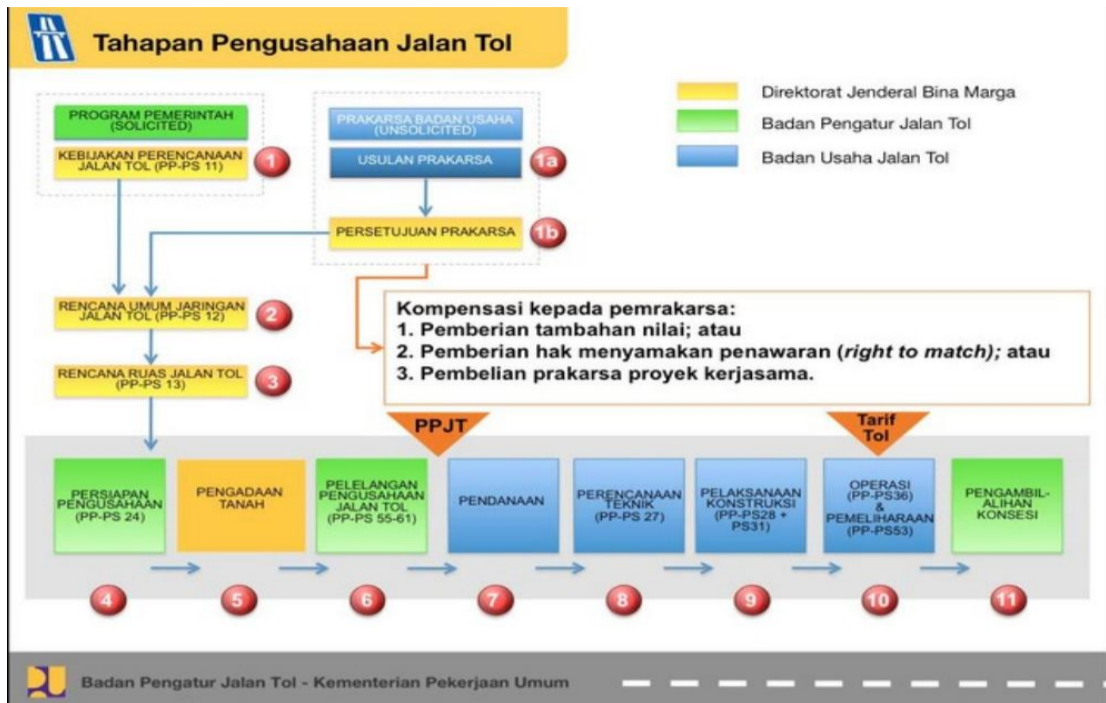 Tahapan Pengusahaan Jalan Tol
Direktorat Jenderal Bina Marga
Badan Pengatur Jalan Tol
Badan Usaha Jalan Tol
PROGRAM PEMERINTAH
(SOLICITED)
KEBIJAKAN PERENCANAAN
JALAN TOL (PP-PS 11)
1
PRAKARSA BADAN USAHA
(UNSOLICITED)
USULAN PRAKARSA
1a
PERSETUJUAN PRAKARSA
1b
RENCANA UMUM JARINGAN
JALAN TOL (PP-PS 12)
2
RENCANA RUAS JALAN TOL
(PP-PS 13)
3
Kompensasi kepada pemrakarsa:
1. Pemberian tambahan nilai; atau
2. Pemberian hak menyamakan penawaran (right to match); atau
3. Pembelian prakarsa proyek kerjasama.
PPJT
Tarif
Tol
PERSIAPAN
PENGUSAHAAN
(PP-PS 24)
PENGADAAN
TANAH
PELELANGAN
PENGUSAHAAN
JALAN TOL
(PP-PS 55-61)
PENDANAAN
PERENCANAAN
TEKNIK
(PP-PS 27)
PELAKSANAAN
KONSTRUKSI
(PP-PS28 +
PS31)
OPERASI
(PP-PS36)
&
PEMELIHARAAN
(PP-PS53)
PENGAMBIL-
ALIHAN
KONSESI
4
5
6
7
8
9
10
11
Badan Pengatur Jalan Tol - Kementerian Pekerjaan Umum